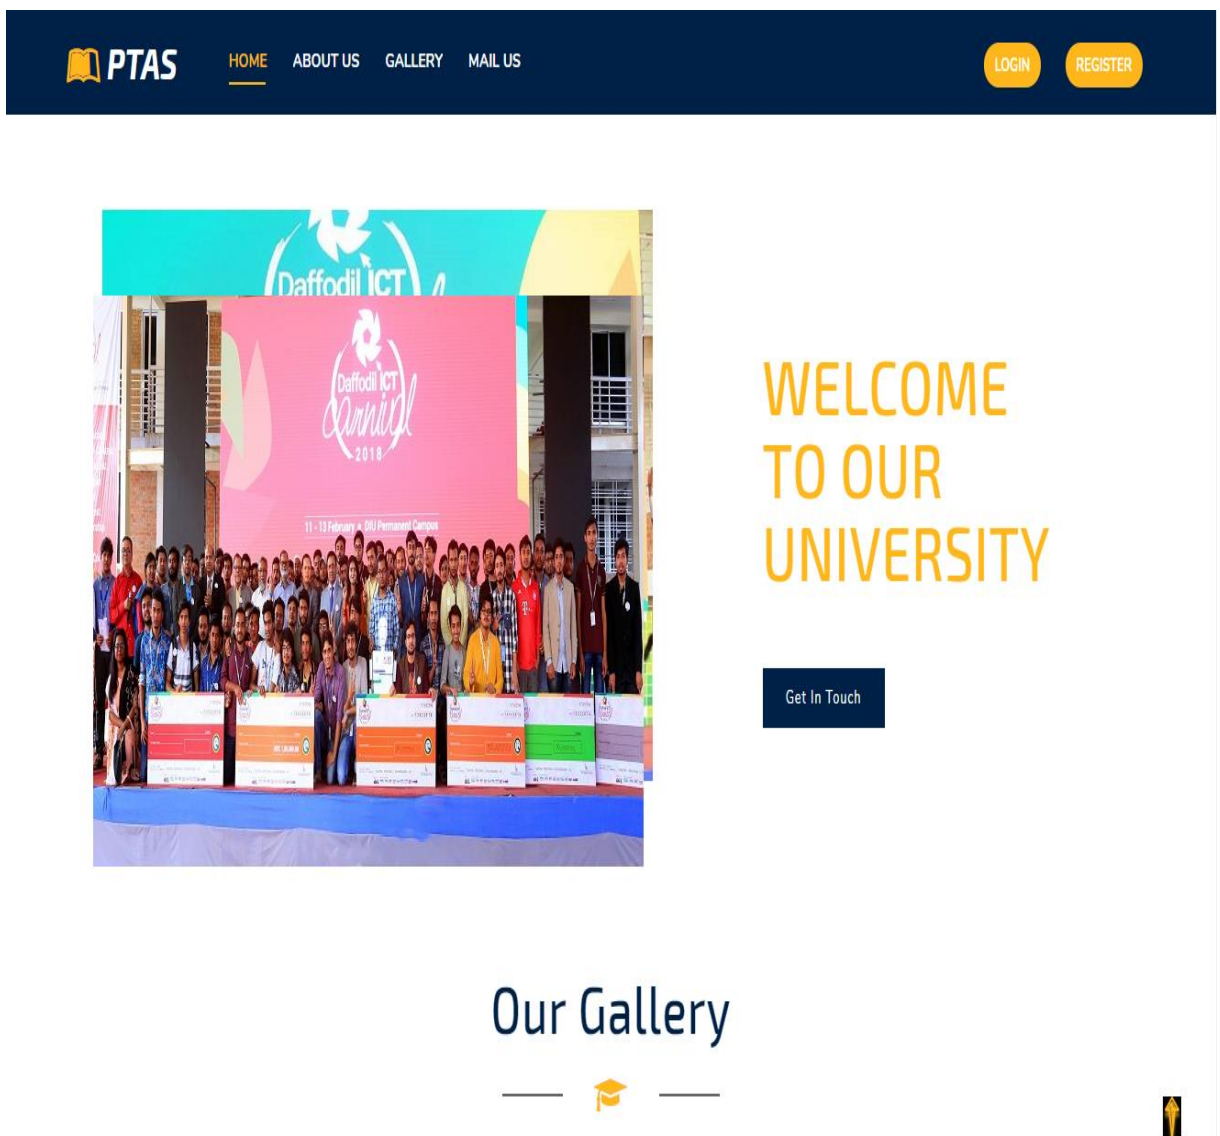 PTAS
HOME ABOUT US GALLERY MAIL US
LOGIN REGISTER
Daffodil ICT
Daffodil ICT
Carnival
2018
11 - 13 February DIU Permanent Campus
WELCOME
TO OUR
UNIVERSITY
Get In Touch
Our Gallery